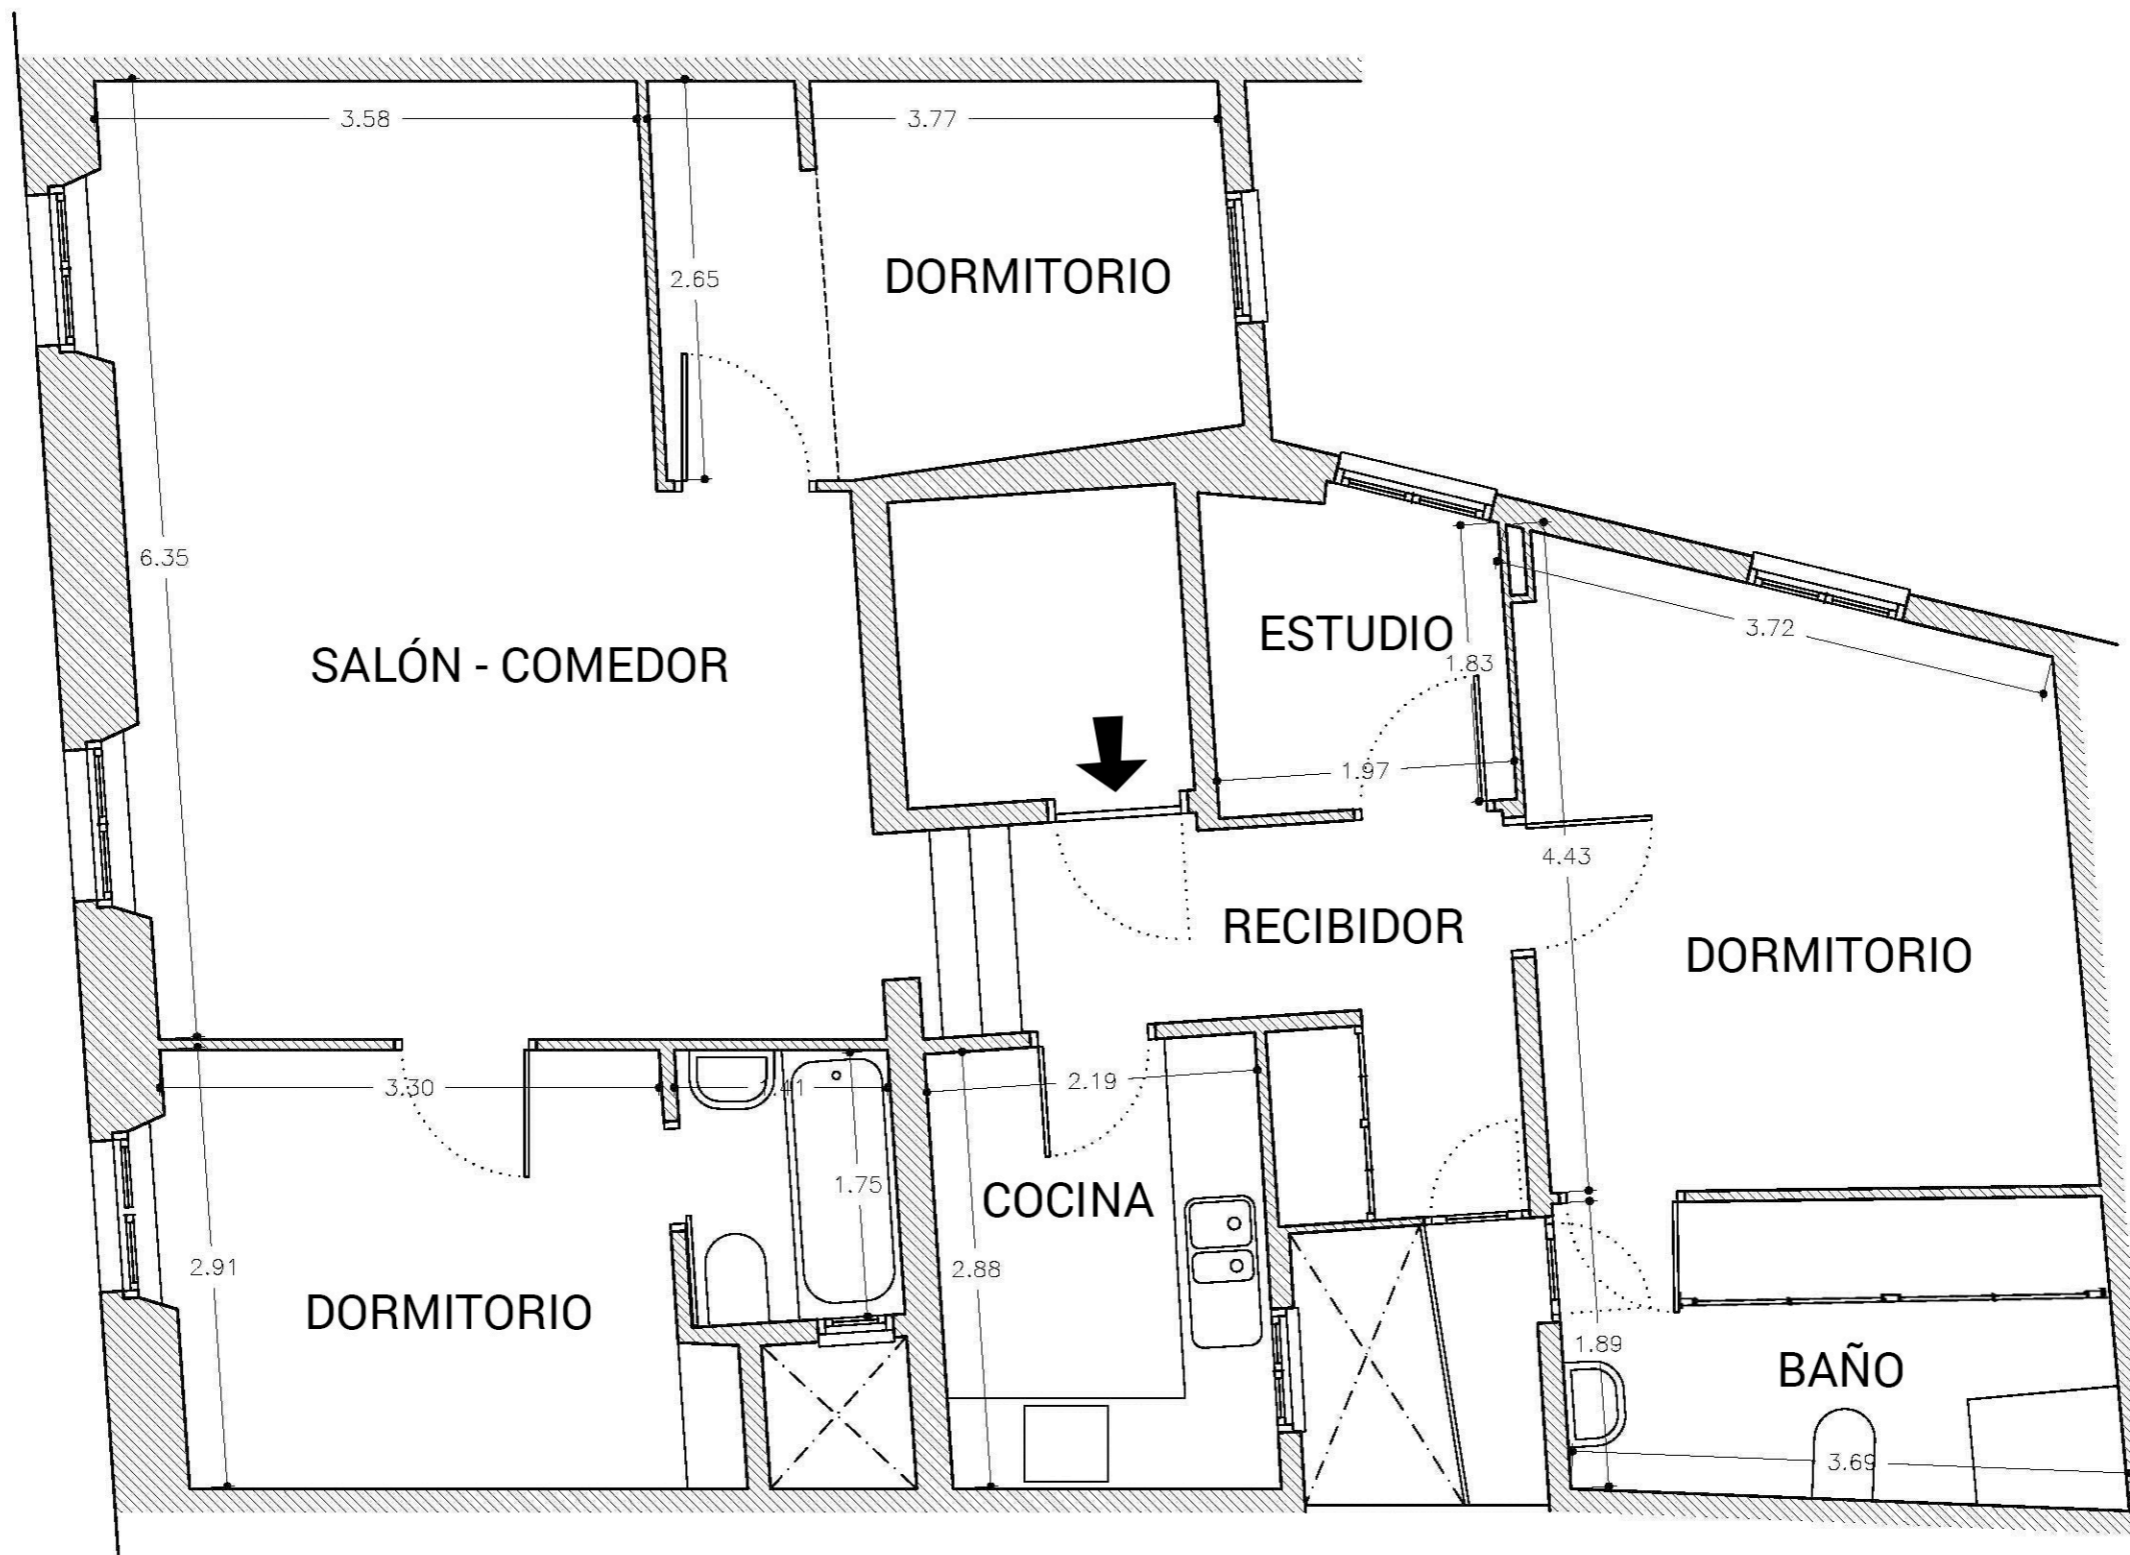 3.58
3.77
2.65
DORMITORIO
6.35
SALÓN - COMEDOR
ESTUDIO
1.83
3.72
1.97
4.43
RECIBIDOR
DORMITORIO
3.30
1.41
2.19
1.75
COCINA
2.91
2.88
DORMITORIO
1.89
BAÑO
3.69